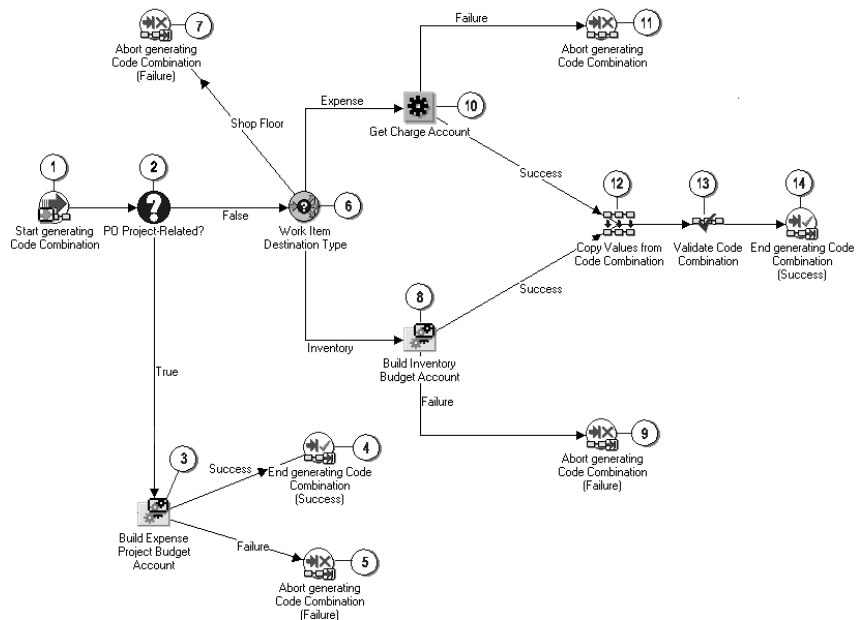 7
Abort generating
Code Combination
(Failure)
Failure
11
Abort generating
Code Combination
Expense
10
Get Charge Account
Shop Floor
1
Start generating
Code Combination
2
PO Project-Related?
False
6
Work Item
Destination Type
Success
12
Copy Values from
Code Combination
13
Validate Code
Combination
14
End generating Code
Combination
(Success)
Success
8
Inventory
Build Inventory
Budget Account
Failure
9
Abort generating
Code Combination
(Failure)
True
3
Build Expense
Project Budget
Account
Success
4
End generating Code
Combination
(Success)
Failure
5
Abort generating
Code Combination
(Failure)